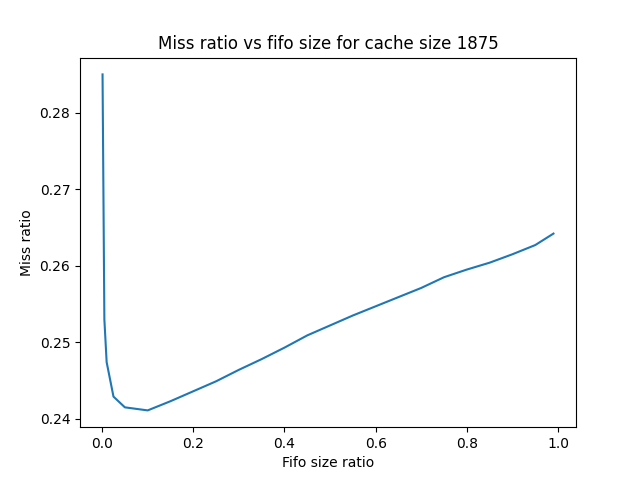 Miss ratio vs fifo size for cache size 1875
0.28
0.27
0.26
0.25
0.24
Miss ratio
0.0 0.2 0.4 0.6 0.8 1.0
Fifo size ratio